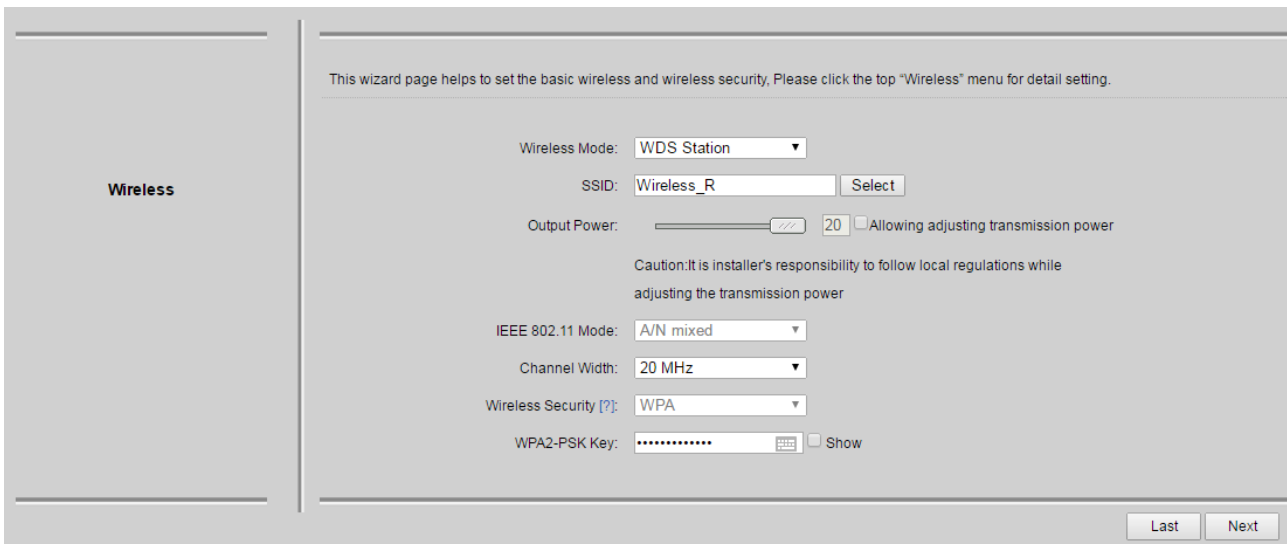 This wizard page helps to set the basic wireless and wireless security, Please click the top “Wireless” menu for detail setting.
Wireless
Wireless Mode: WDS Station
SSID: Wireless_R Select
Output Power: 20 Allowing adjusting transmission power
Caution:It is installer's responsibility to follow local regulations while
adjusting the transmission power
IEEE 802.11 Mode: A/N mixed
Channel Width: 20 MHz
Wireless Security [?]: WPA
WPA2-PSK Key: ••••••••••••• Show
Last Next